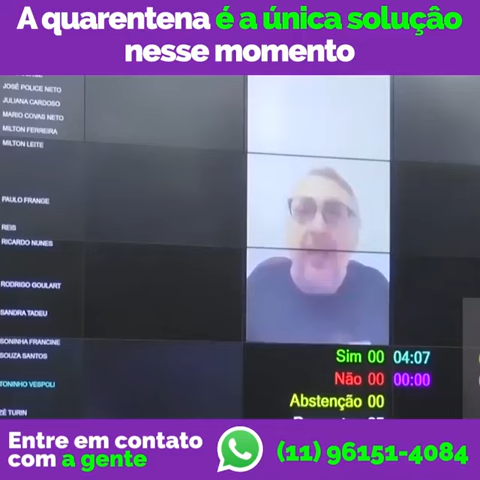 A quarentena é a única solução
nesse momento
JOSÉ POLICE NETO
JULIANA CARDOSO
MARIO COVAS NETO
MILTON FERREIRA
MILTON LEITE
PAULO FRANGE
REIS
RICARDO NUNES
RODRIGO GOULART
SANDRA TADEU
SONINHA FRANCINE
SOUZA SANTOS
TONINHO VESPOLI
ZÉ TURIN
Sim 00 04:07
Não 00 00:00
Abstenção 00
Entre em contato
com a gente
(11) 96151-4084